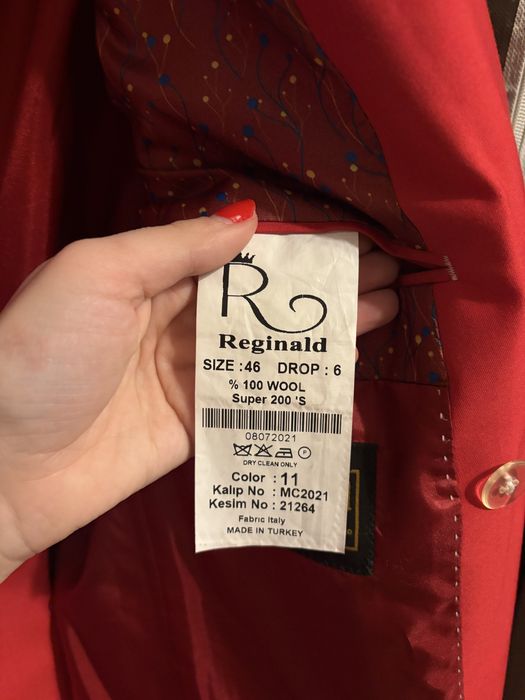 R
Reginald
SIZE :46 DROP : 6
% 100 WOOL
Super 200 'S
08072021
P
DRY CLEAN ONLY
Color : 11
Kalıp No : MC2021
Kesim No : 21264
Fabric Italy
MADE IN TURKEY